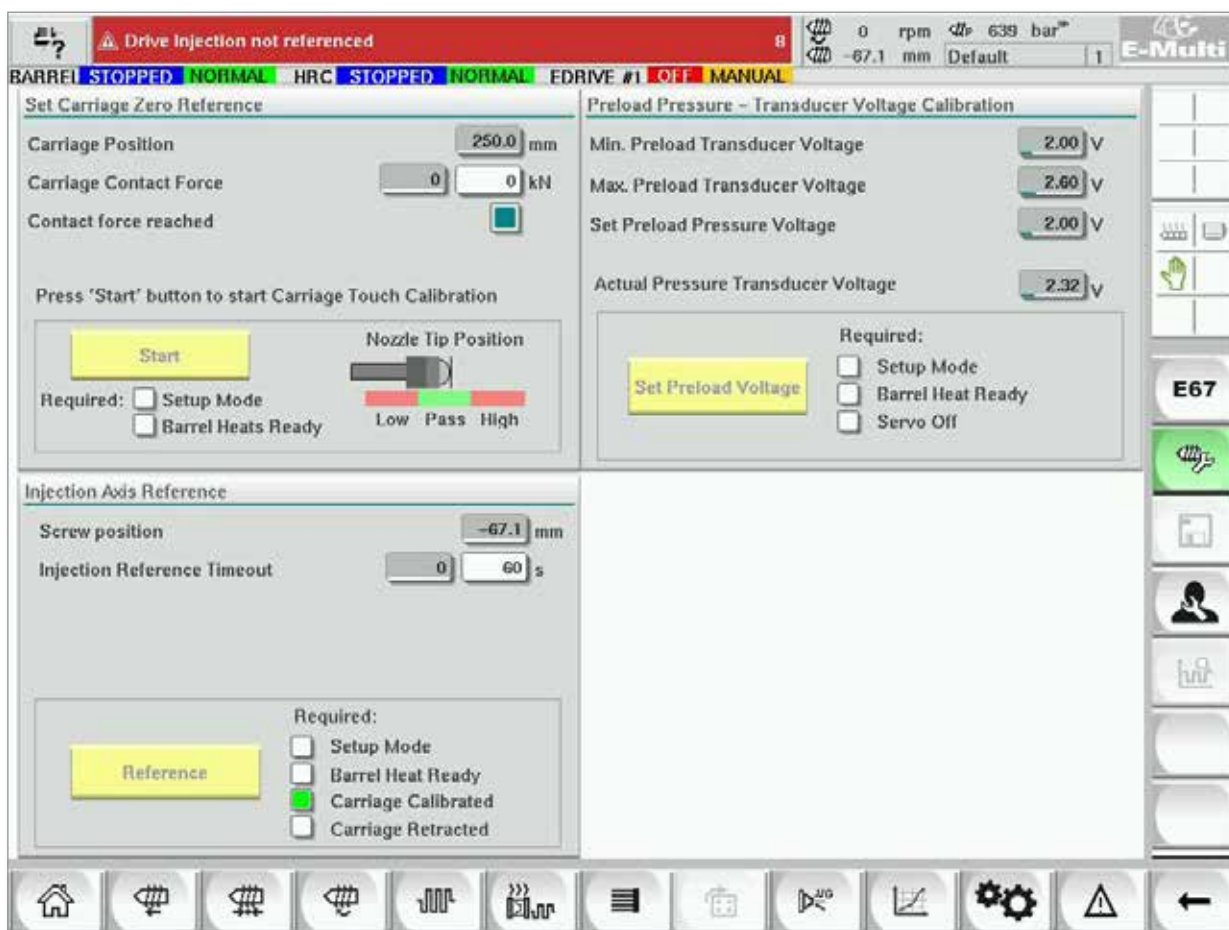 Drive Injection not referenced 8
0 rpm 639 bar
-67.1 mm Default 1
E-Multi
BARREL STOPPED NORMAL HRC STOPPED NORMAL EDRIVE #1 OFF MANUAL
Set Carriage Zero Reference
Carriage Position 250.0 mm
Carriage Contact Force 0 0 kN
Contact force reached
Press 'Start' button to start Carriage Touch Calibration
Start
Required: Setup Mode
Barrel Heats Ready
Nozzle Tip Position
Low Pass High
Preload Pressure - Transducer Voltage Calibration
Min. Preload Transducer Voltage 2.00 V
Max. Preload Transducer Voltage 2.60 V
Set Preload Pressure Voltage 2.00 V
Actual Pressure Transducer Voltage 2.32 V
Set Preload Voltage
Required:
Setup Mode
Barrel Heat Ready
Servo Off
Injection Axis Reference
Screw position -67.1 mm
Injection Reference Timeout 0 60 s
Reference
Required:
Setup Mode
Barrel Heat Ready
Carriage Calibrated
Carriage Retracted
E67